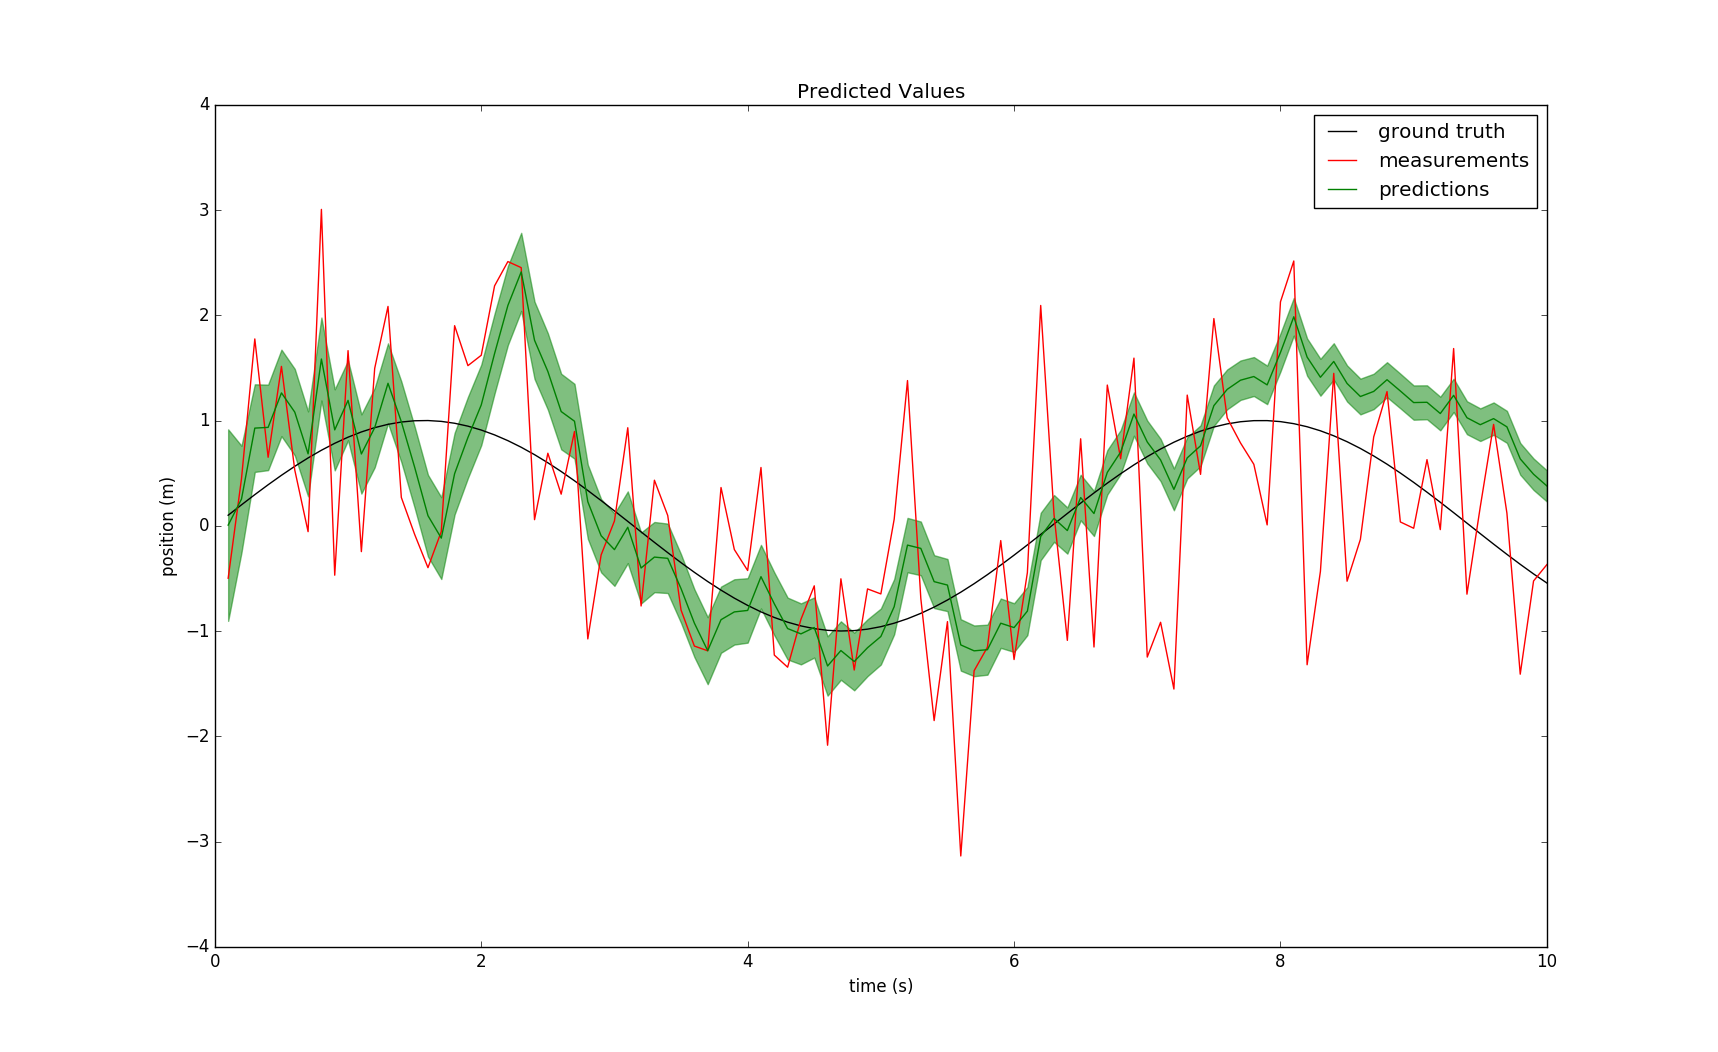 Predicted Values
ground truth
measurements
predictions
4
3
2
1
0
−1
−2
−3
−4
position (m)
0
2
4
6
8
10
time (s)